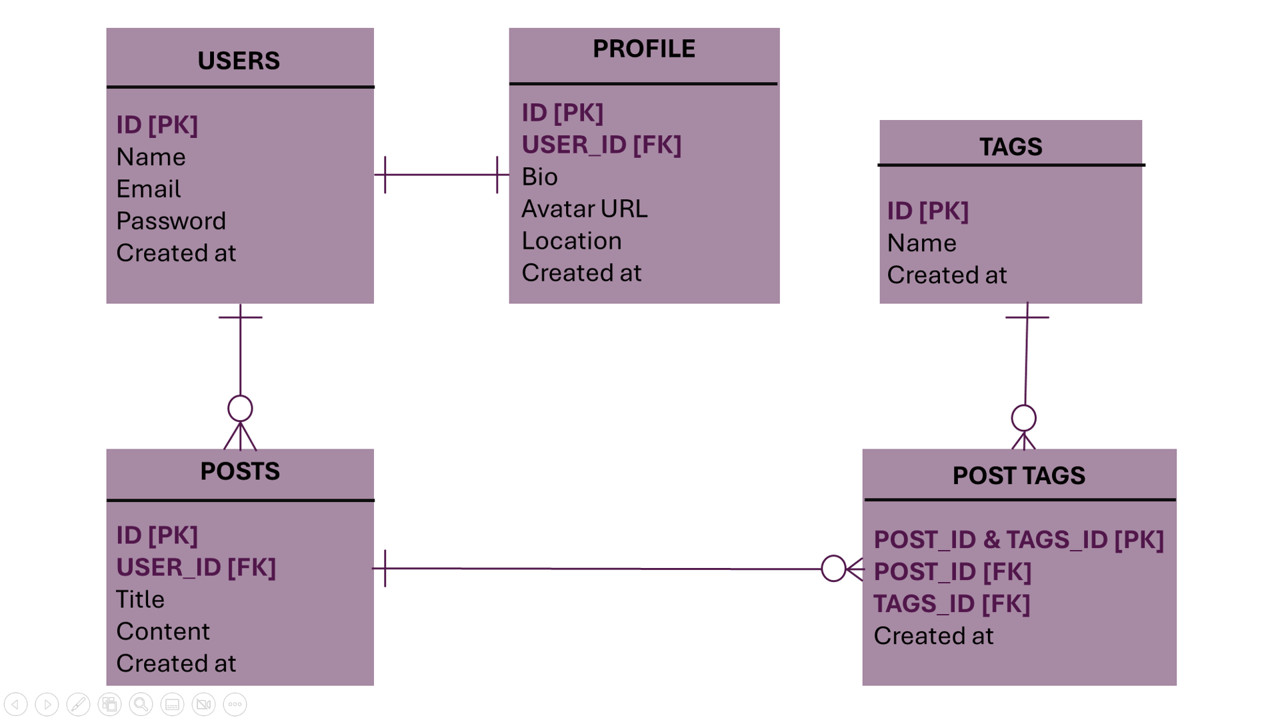 USERS
ID [PK]
Name
Email
Password
Created at
PROFILE
ID [PK]
USER_ID [FK]
Bio
Avatar URL
Location
Created at
TAGS
ID [PK]
Name
Created at
POSTS
ID [PK]
USER_ID [FK]
Title
Content
Created at
POST TAGS
POST_ID & TAGS_ID [PK]
POST_ID [FK]
TAGS_ID [FK]
Created at